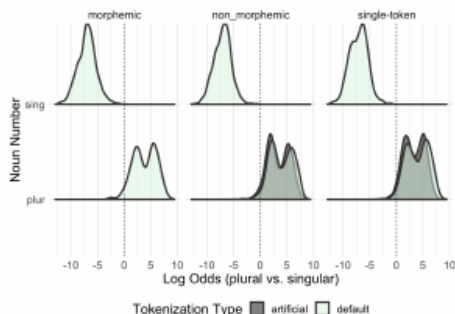 morphemic non_morphemic single-token
Noun Number
sing
plur
-10 -5 0 5 10 -10 -5 0 5 10 -10 -5 0 5 10
Log Odds (plural vs. singular)
Tokenization Type artificial default